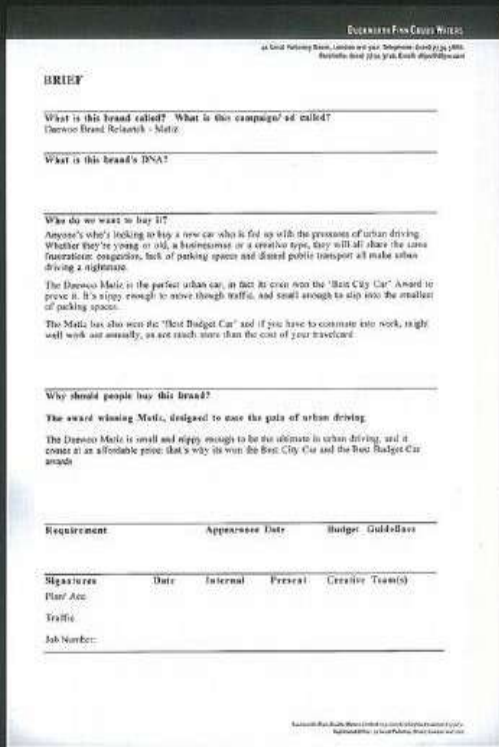 DUCKWORTH FINN GRUBB WATERS
BRIEF
What is this brand called? What is this campaign/ ad called?
Daewoo Brand Relaunch - Matiz
What is this brand's DNA?
Who do we want to buy it?
Anyone's who's looking to buy a new car who is fed up with the pressures of urban driving.
Whether they're young or old, a businessman or a creative type, they will all share the same
frustrations: congestion, lack of parking spaces and dismal public transport all make urban
driving a nightmare.
The Daewoo Matiz is the perfect urban car, in fact its even won the "Best City Car" Award to
prove it. It's nippy enough to move though traffic, and small enough to slip into the smallest
of parking spaces.
The Matiz has also won the "Best Budget Car" and if you have to commute into work, might
well work out annually, as not much more than the cost of your travelcard
Why should people buy this brand?
The award winning Matiz, designed to ease the pain of urban driving
The Daewoo Matiz is small and nippy enough to be the ultimate in urban driving, and it
comes at an affordable price: that's why its won the Best City Car and the Best Budget Car
awards
Requirement Appearance Date Budget Guidelines
Signatures Date Internal Present Creative Team(s)
Plan/ Acc
Traffic
Job Number: